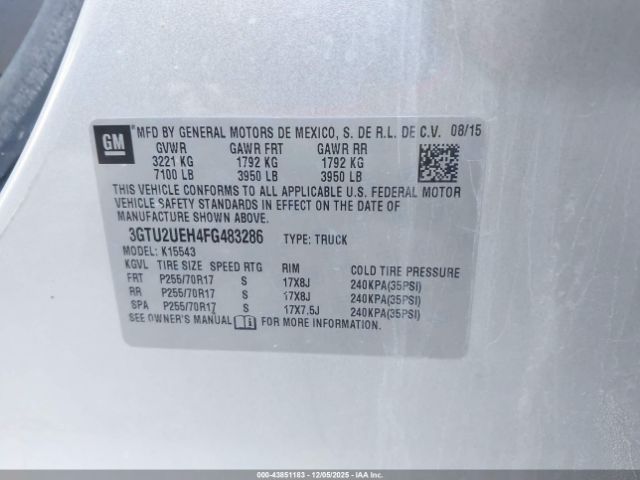 GM
MFD BY GENERAL MOTORS DE MEXICO, S. DE R.L. DE C.V. 08/15
GVWR GAWR FRT GAWR RR
3221 KG 1792 KG 1792 KG
7100 LB 3950 LB 3950 LB
THIS VEHICLE CONFORMS TO ALL APPLICABLE U.S. FEDERAL MOTOR
VEHICLE SAFETY STANDARDS IN EFFECT ON THE DATE OF
MANUFACTURE SHOWN ABOVE.
3GTU2UEH4FG483286 TYPE: TRUCK
MODEL: K15543
KGVL TIRE SIZE SPEED RTG RIM COLD TIRE PRESSURE
FRT P255/70R17 S 17X8J 240KPA(35PSI)
RR P255/70R17 S 17X8J 240KPA(35PSI)
SPA P255/70R17 S 17X7.5J 240KPA(35PSI)
SEE OWNER'S MANUAL FOR MORE INFORMATION.
000-43851183 - 12/05/2025 - IAAI.COM